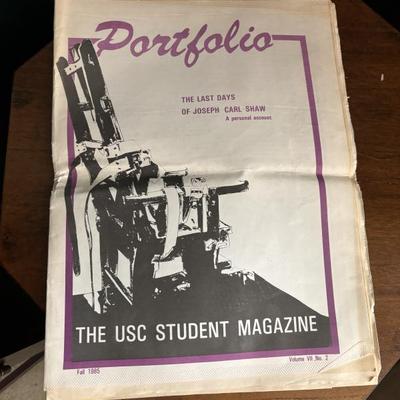 Portfolio
THE LAST DAYS
OF JOSEPH CARL SHAW
A personal account
THE USC STUDENT MAGAZINE
Fall 1985
Volume VII ,No. 2